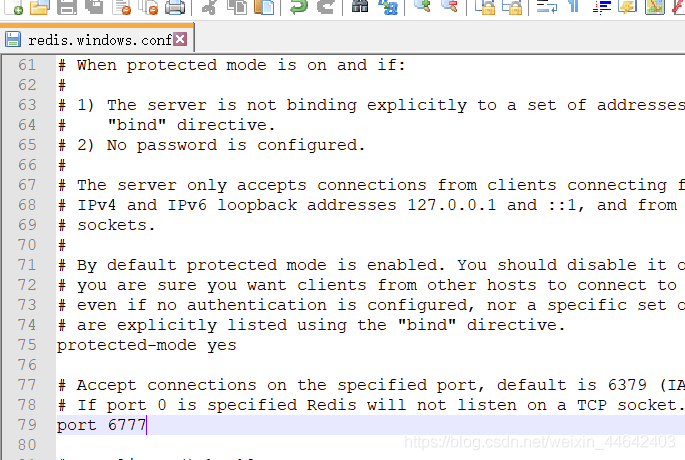 redis.windows.conf
61 # When protected mode is on and if:
62 #
63 # 1) The server is not binding explicitly to a set of addresses
64 #    "bind" directive.
65 # 2) No password is configured.
66 #
67 # The server only accepts connections from clients connecting f
68 # IPv4 and IPv6 loopback addresses 127.0.0.1 and ::1, and from
69 # sockets.
70 #
71 # By default protected mode is enabled. You should disable it o
72 # you are sure you want clients from other hosts to connect to
73 # even if no authentication is configured, nor a specific set o
74 # are explicitly listed using the "bind" directive.
75 protected-mode yes
76
77 # Accept connections on the specified port, default is 6379 (IA
78 # If port 0 is specified Redis will not listen on a TCP socket.
79 port 6777
80
https://blog.csdn.net/weixin_44642403